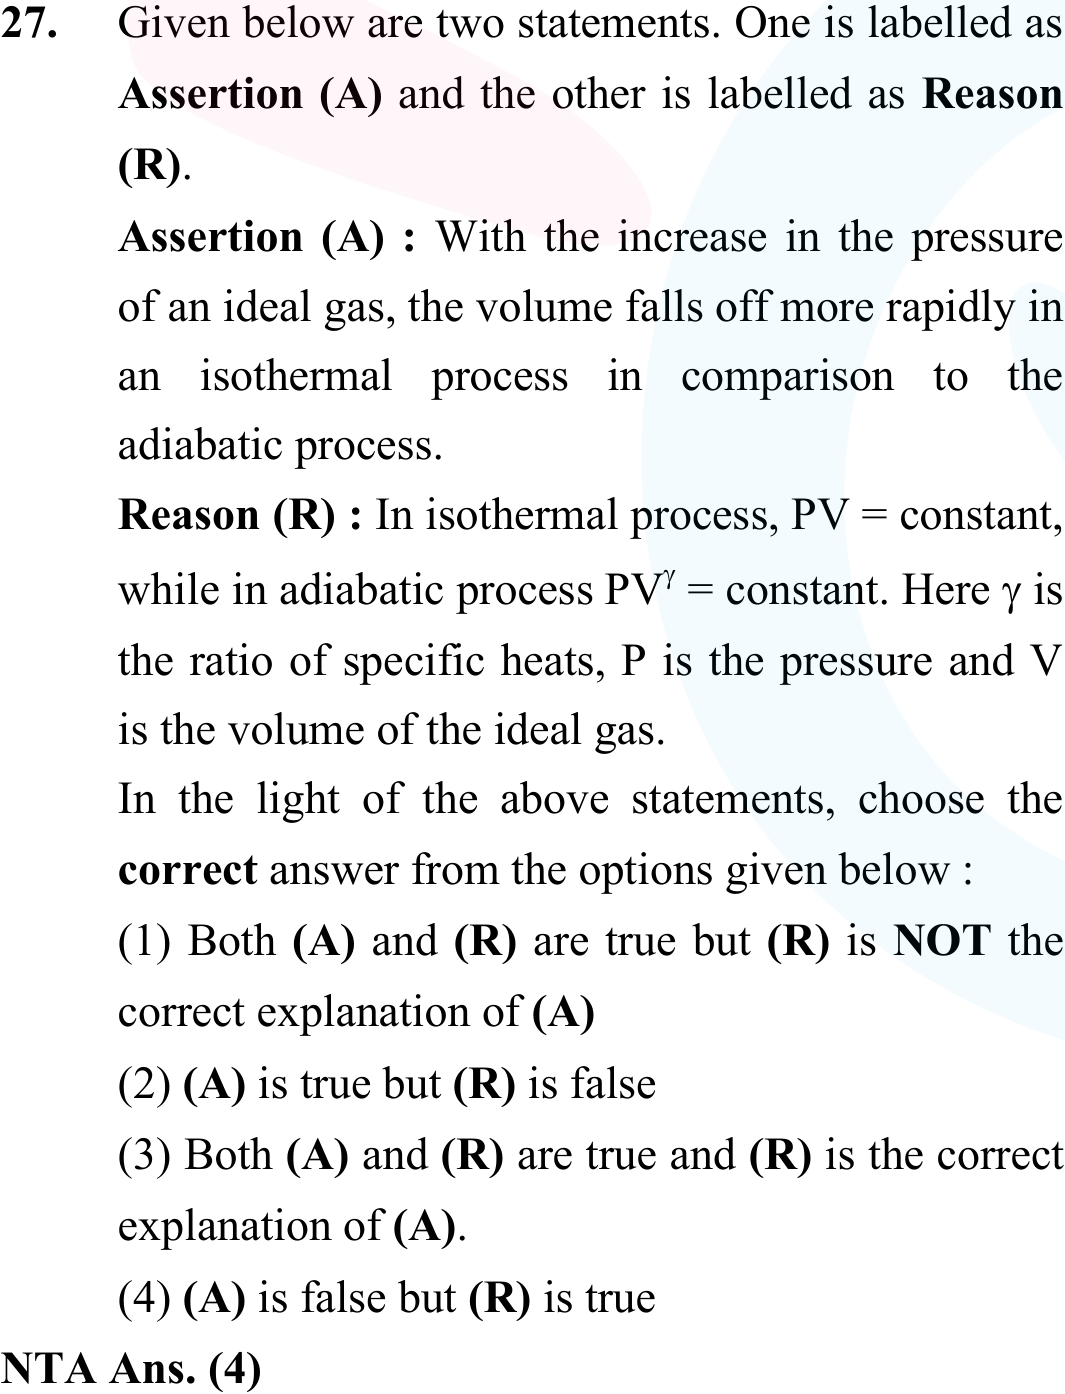 27. Given below are two statements. One is labelled as
Assertion (A) and the other is labelled as Reason
(R).
Assertion (A) : With the increase in the pressure
of an ideal gas, the volume falls off more rapidly in
an isothermal process in comparison to the
adiabatic process.
Reason (R) : In isothermal process, PV = constant,
while in adiabatic process PV^γ = constant. Here γ is
the ratio of specific heats, P is the pressure and V
is the volume of the ideal gas.
In the light of the above statements, choose the
correct answer from the options given below :
(1) Both (A) and (R) are true but (R) is NOT the
correct explanation of (A)
(2) (A) is true but (R) is false
(3) Both (A) and (R) are true and (R) is the correct
explanation of (A).
(4) (A) is false but (R) is true
NTA Ans. (4)